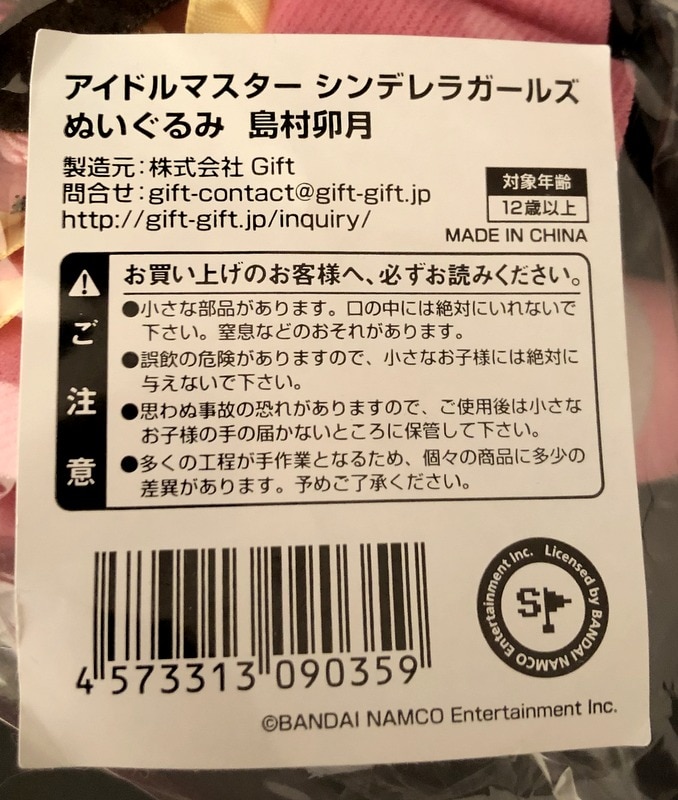 アイドルマスター シンデレラガールズ
ぬいぐるみ 島村卯月
製造元:株式会社 Gift
問合せ:gift-contact@gift-gift.jp
http://gift-gift.jp/inquiry/
対象年齢
12歳以上
MADE IN CHINA
ご注意
お買い上げのお客様へ、必ずお読みください。
●小さな部品があります。口の中には絶対にいれないで
下さい。窒息などのおそれがあります。
●誤飲の危険がありますので、小さなお子様には絶対に
与えないで下さい。
●思わぬ事故の恐れがありますので、ご使用後は小さな
お子様の手の届かないところに保管して下さい。
●多くの工程が手作業となるため、個々の商品に多少の
差異があります。予めご了承ください。
4 573313 090359
Licensed by BANDAI NAMCO Entertainment Inc.
SP
©BANDAI NAMCO Entertainment Inc.